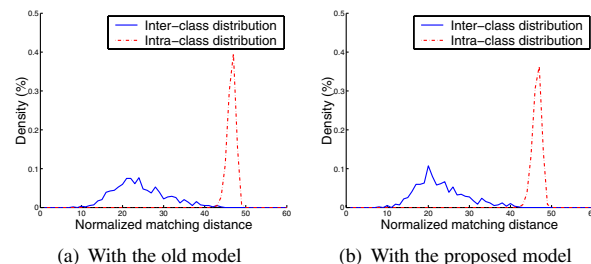 0.5
0.4
0.3
0.2
0.1
0
Density (%)
Inter-class distribution
Intra-class distribution
0 10 20 30 40 50 60
Normalized matching distance
(a) With the old model
0.5
0.4
0.3
0.2
0.1
0
Density (%)
Inter-class distribution
Intra-class distribution
0 10 20 30 40 50 60
Normalized matching distance
(b) With the proposed model